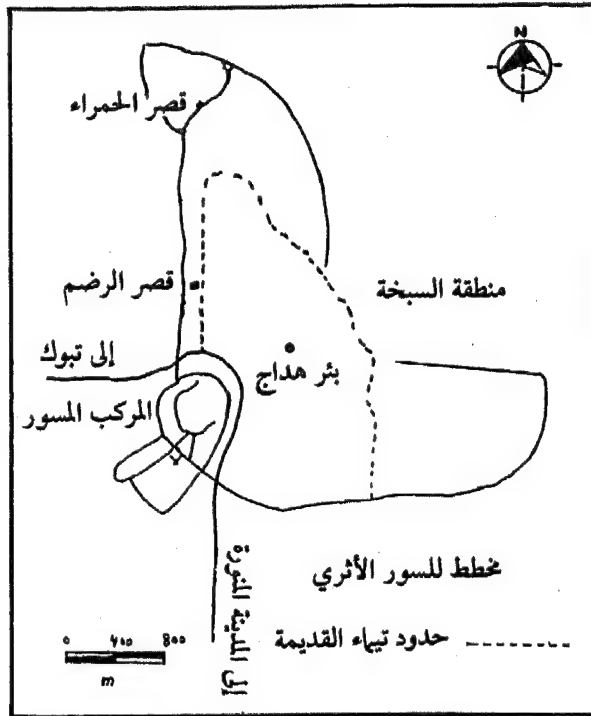 N
قصر الحمراء
قصر الرضم
منطقة السبخة
إلى تبوك
بئر هداج
المركب المسور
إلى المدينة المنورة
مخطط للسور الأثري
حدود تيماء القديمة
0 400 800
m